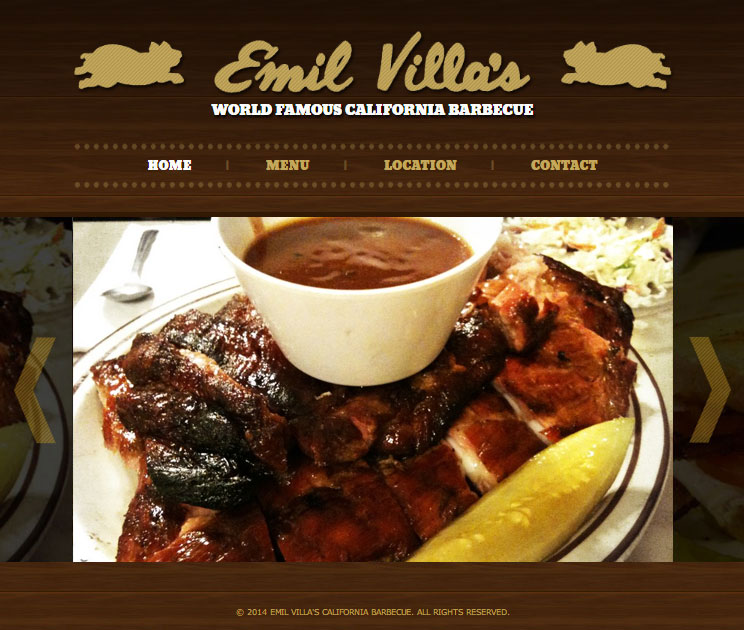 Emil Villa's
WORLD FAMOUS CALIFORNIA BARBECUE
HOME | MENU | LOCATION | CONTACT
© 2014 EMIL VILLA'S CALIFORNIA BARBECUE. ALL RIGHTS RESERVED.